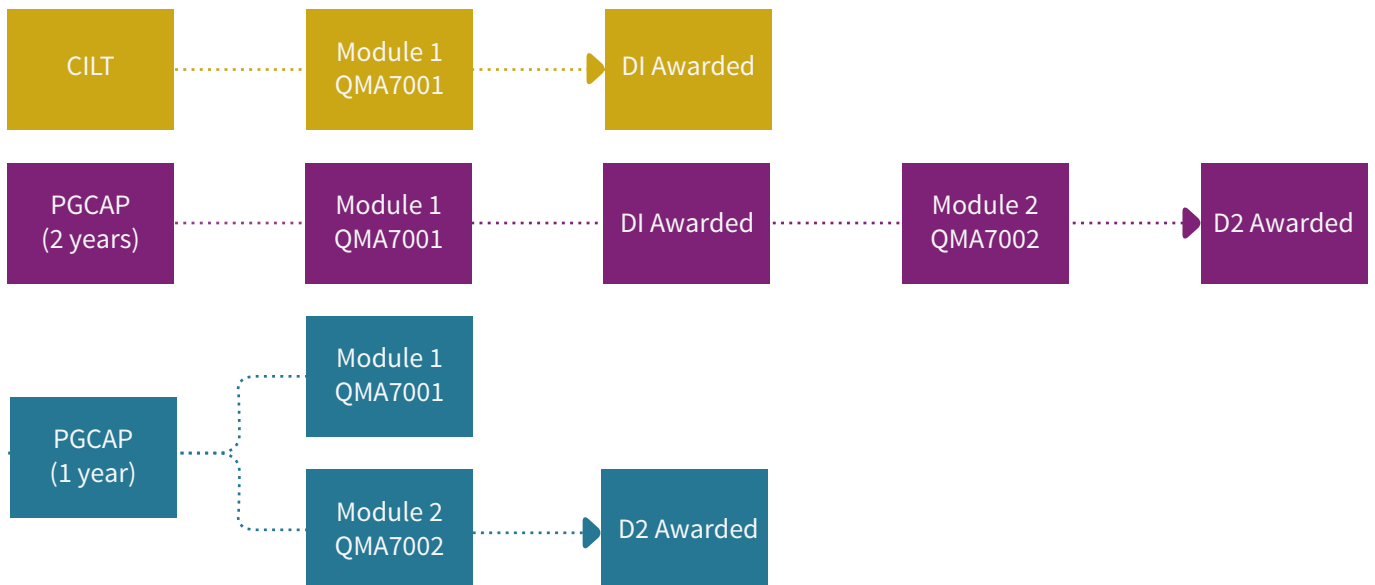 CILT
Module 1
QMA7001
DI Awarded
PGCAP
(2 years)
Module 1
QMA7001
DI Awarded
Module 2
QMA7002
D2 Awarded
PGCAP
(1 year)
Module 1
QMA7001
Module 2
QMA7002
D2 Awarded